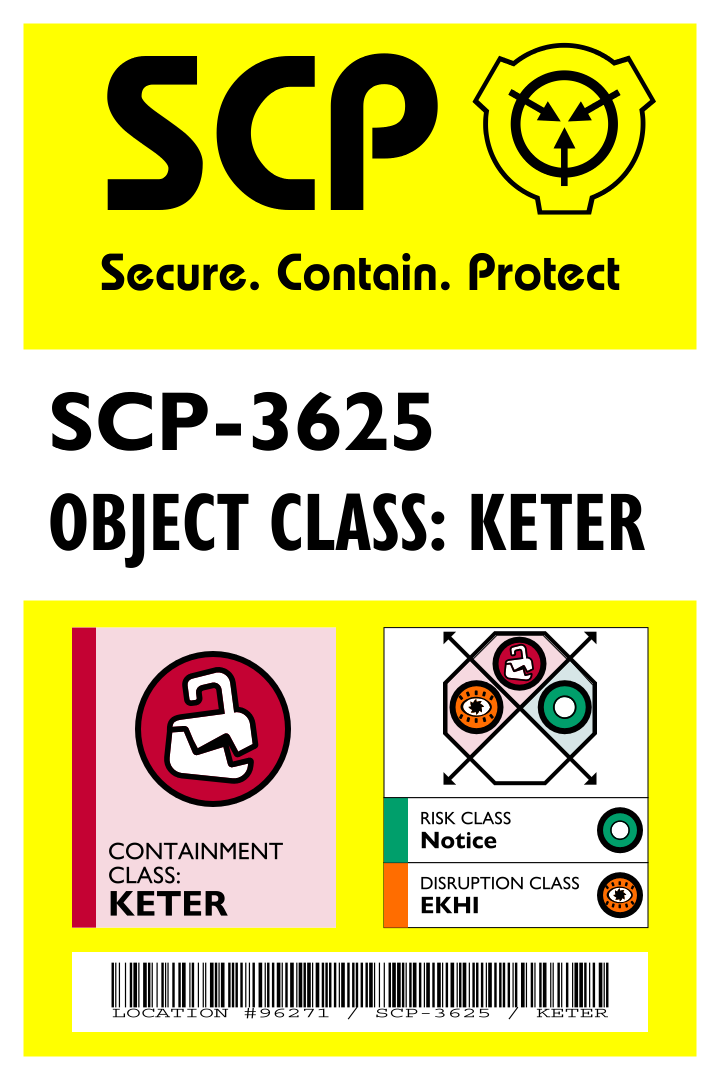 SCP
Secure. Contain. Protect
SCP-3625
OBJECT CLASS: KETER
CONTAINMENT
CLASS:
KETER
RISK CLASS
Notice
DISRUPTION CLASS
EKHI
LOCATION #96271 / SCP-3625 / KETER